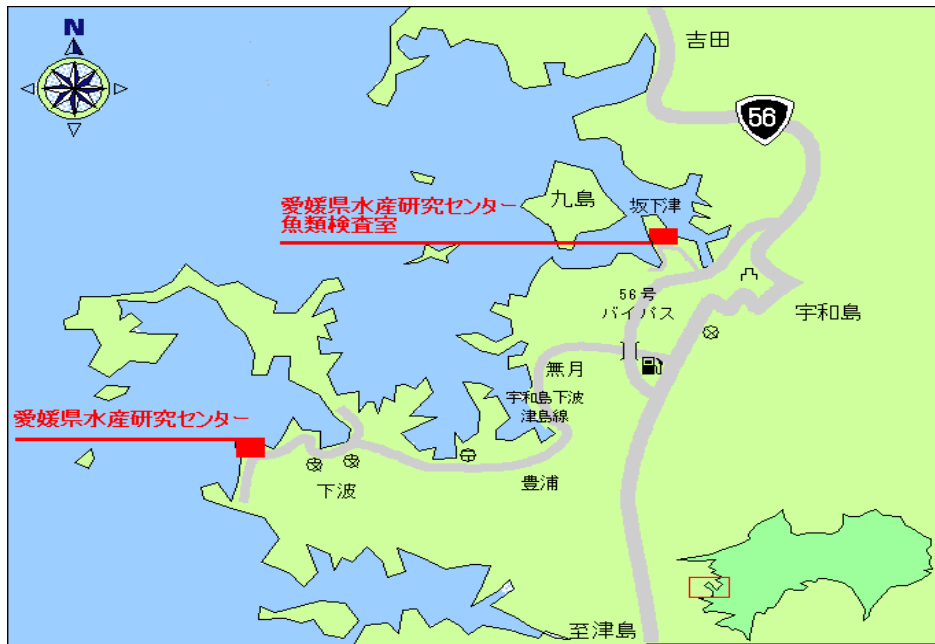 N
吉田
56
愛媛県水産研究センター
魚類検査室
九島
坂下津
56号
バイパス
宇和島
無月
宇和島下波
津島線
愛媛県水産研究センター
下波
豊浦
至津島